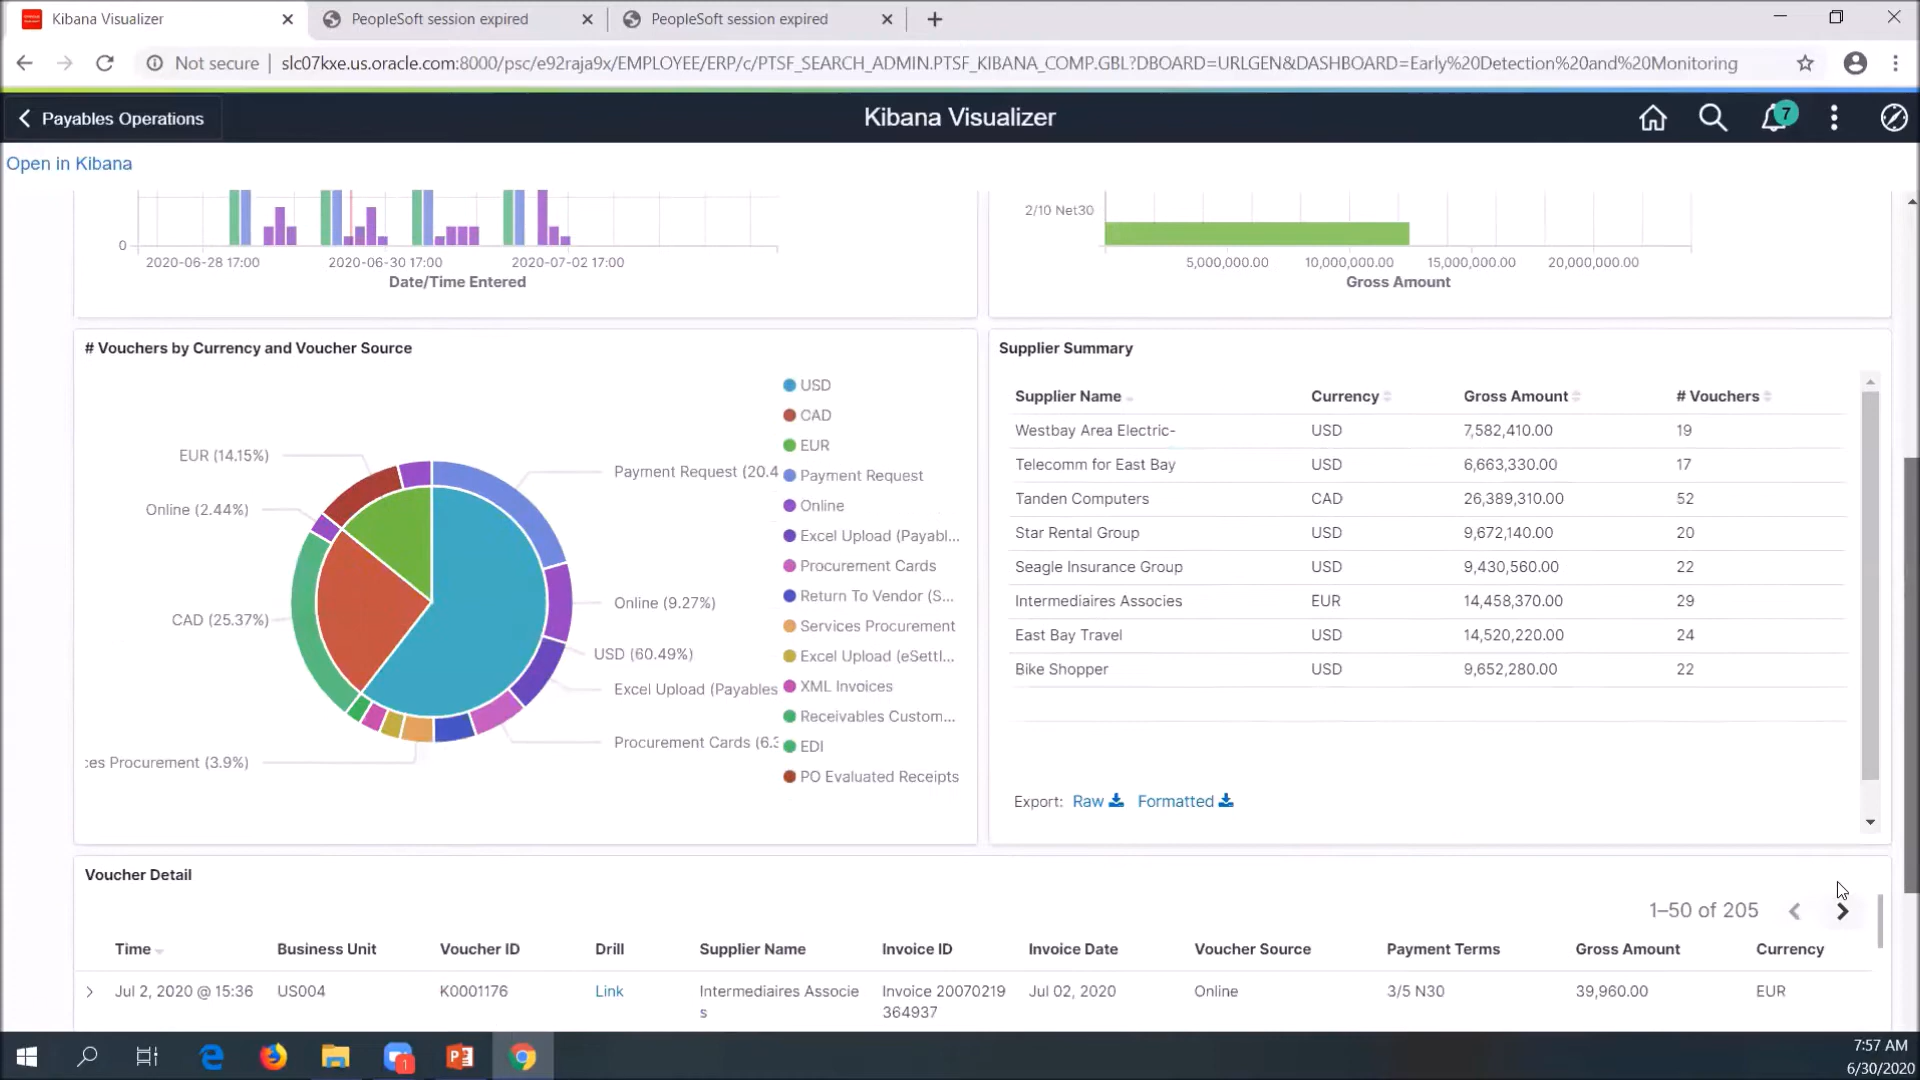 Kibana Visualizer
PeopleSoft session expired
PeopleSoft session expired
Not secure
slc07kxe.us.oracle.com:8000/psc/e92raja9x/EMPLOYEE/ERP/c/PTSF_SEARCH_ADMIN.PTSF_KIBANA_COMP.GBL?DBOARD=URLGEN&DASHBOARD=Early%20Detection%20and%20Monitoring
Payables Operations
Kibana Visualizer
7
Open in Kibana
0
2020-06-28 17:00 2020-06-30 17:00 2020-07-02 17:00
Date/Time Entered
2/10 Net30
5,000,000.00 10,000,000.00 15,000,000.00 20,000,000.00
Gross Amount
# Vouchers by Currency and Voucher Source
EUR (14.15%)
Online (2.44%)
CAD (25.37%)
ces Procurement (3.9%)
Payment Request (20.4
Online (9.27%)
USD (60.49%)
Excel Upload (Payables
Procurement Cards (6.3
USD
CAD
EUR
Payment Request
Online
Excel Upload (Payabl...
Procurement Cards
Return To Vendor (S...
Services Procurement
Excel Upload (eSettl...
XML Invoices
Receivables Custom...
EDI
PO Evaluated Receipts
Supplier Summary
Supplier Name Currency Gross Amount # Vouchers
Westbay Area Electric- USD 7,582,410.00 19
Telecomm for East Bay USD 6,663,330.00 17
Tanden Computers CAD 26,389,310.00 52
Star Rental Group USD 9,672,140.00 20
Seagle Insurance Group USD 9,430,560.00 22
Intermediaires Associes EUR 14,458,370.00 29
East Bay Travel USD 14,520,220.00 24
Bike Shopper USD 9,652,280.00 22
Export: Raw Formatted
Voucher Detail
1–50 of 205
Time Business Unit Voucher ID Drill Supplier Name Invoice ID Invoice Date Voucher Source Payment Terms Gross Amount Currency
Jul 2, 2020 @ 15:36 US004 K0001176 Link Intermediaires Associe Invoice 20070219 Jul 02, 2020 Online 3/5 N30 39,960.00 EUR
s 364937
1
7:57 AM
6/30/2020